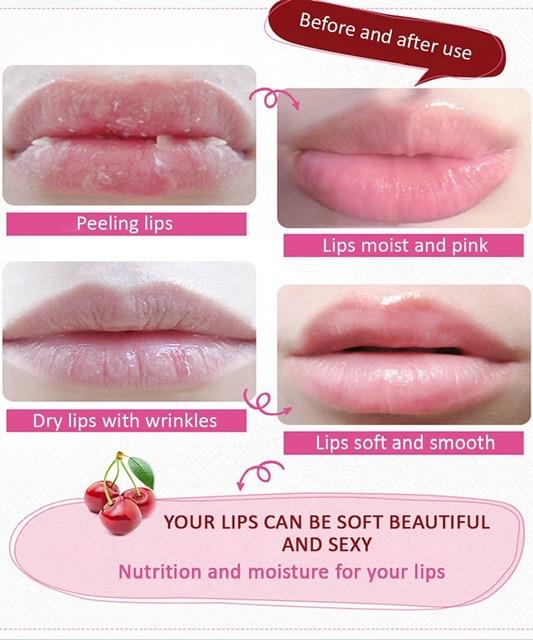 Before and after use
Peeling lips
Lips moist and pink
Dry lips with wrinkles
Lips soft and smooth
YOUR LIPS CAN BE SOFT BEAUTIFUL
AND SEXY
Nutrition and moisture for your lips